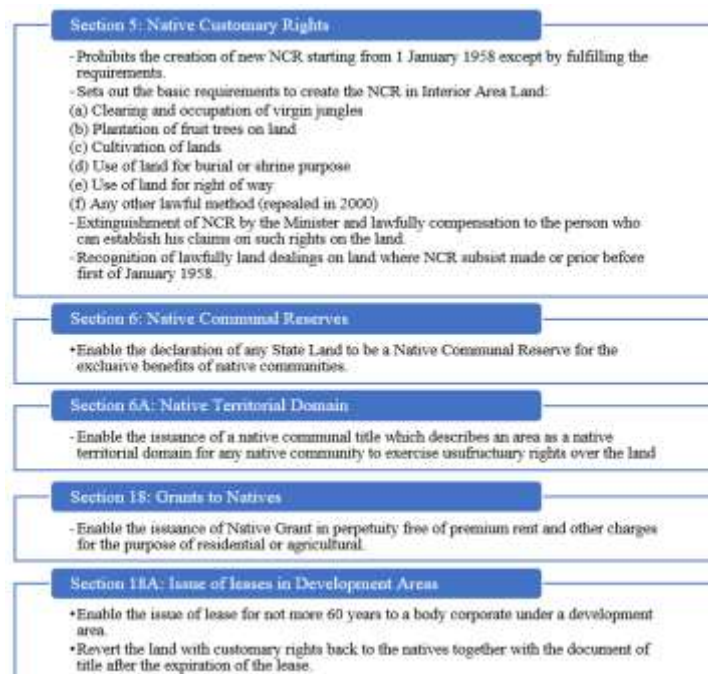 Section 5: Native Customary Rights
- Prohibits the creation of new NCR starting from 1 January 1958 except by fulfilling the
requirements.
- Sets out the basic requirements to create the NCR in Interior Area Land:
(a) Clearing and occupation of virgin jungles
(b) Plantation of fruit trees on land
(c) Cultivation of lands
(d) Use of land for burial or shrine purpose
(e) Use of land for right of way
(f) Any other lawful method (repealed in 2000)
- Extinguishment of NCR by the Minister and lawfully compensation to the person who
can establish his claims on such rights on the land.
- Recognition of lawfully land dealings on land where NCR subsist made or prior before
first of January 1958.
Section 6: Native Communal Reserves
•Enable the declaration of any State Land to be a Native Communal Reserve for the
exclusive benefits of native communities.
Section 6A: Native Territorial Domain
- Enable the issuance of a native communal title which describes an area as a native
territorial domain for any native community to exercise usufructuary rights over the land
Section 18: Grants to Natives
- Enable the issuance of Native Grant in perpetuity free of premium rent and other charges
for the purpose of residential or agricultural.
Section 18A: Issue of leases in Development Areas
•Enable the issue of lease for not more 60 years to a body corporate under a development
area.
•Revert the land with customary rights back to the natives together with the document of
title after the expiration of the lease.